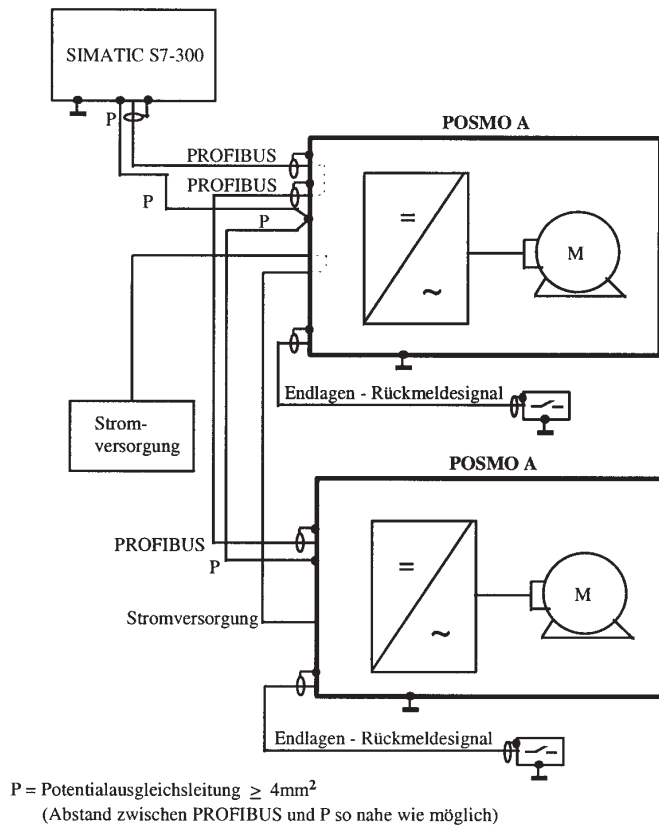 SIMATIC S7-300
P
POSMO A
PROFIBUS
PROFIBUS
P
P
=
~
M
Endlagen - Rückmeldesignal
Strom-
versorgung
POSMO A
PROFIBUS
P
Stromversorgung
=
~
M
Endlagen - Rückmeldesignal
P = Potentialausgleichsleitung ≥ 4mm²
(Abstand zwischen PROFIBUS und P so nahe wie möglich)